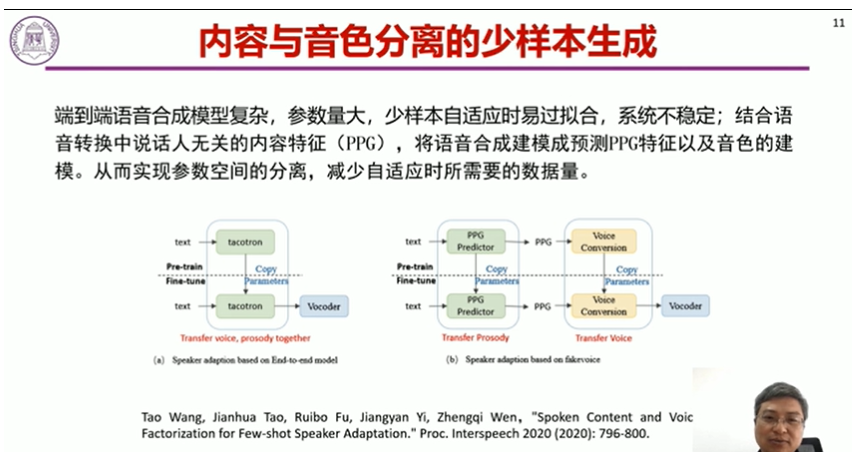 11
内容与音色分离的少样本生成
端到端语音合成模型复杂，参数量大，少样本自适应时易过拟合，系统不稳定；结合语
音转换中说话人无关的内容特征（PPG），将语音合成建模成预测PPG特征以及音色的建
模。从而实现参数空间的分离，减少自适应时所需要的数据量。
text
tacotron
Pre-train
Copy
Fine-tune
Parameters
text
tacotron
Vocoder
Transfer voice, prosody together
(a) Speaker adaption based on End-to-end model
text
PPG
Predictor
PPG
Voice
Conversion
Pre-train
Copy
Copy
Fine-tune
Parameters
Parameters
text
PPG
Predictor
PPG
Voice
Conversion
Vocoder
Transfer Prosody
Transfer Voice
(b) Speaker adaption based on fakevoice
Tao Wang, Jianhua Tao, Ruibo Fu, Jiangyan Yi, Zhengqi Wen, "Spoken Content and Voic
Factorization for Few-shot Speaker Adaptation." Proc. Interspeech 2020 (2020): 796-800.